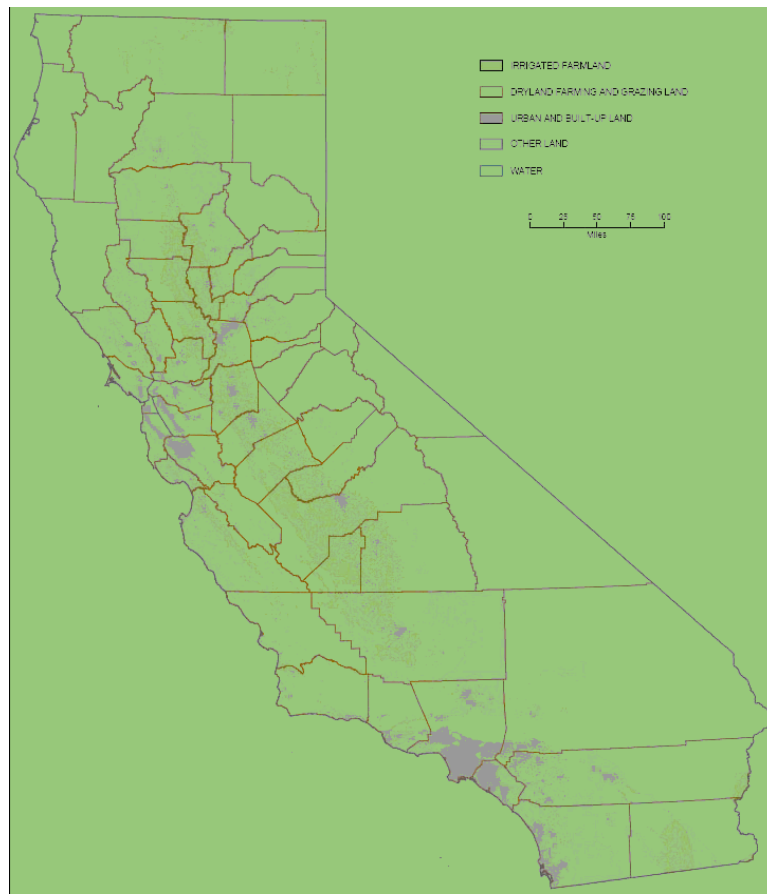 IRRIGATED FARMLAND
DRYLAND FARMING AND GRAZING LAND
URBAN AND BUILT-UP LAND
OTHER LAND
WATER
0 25 50 75 100
Miles